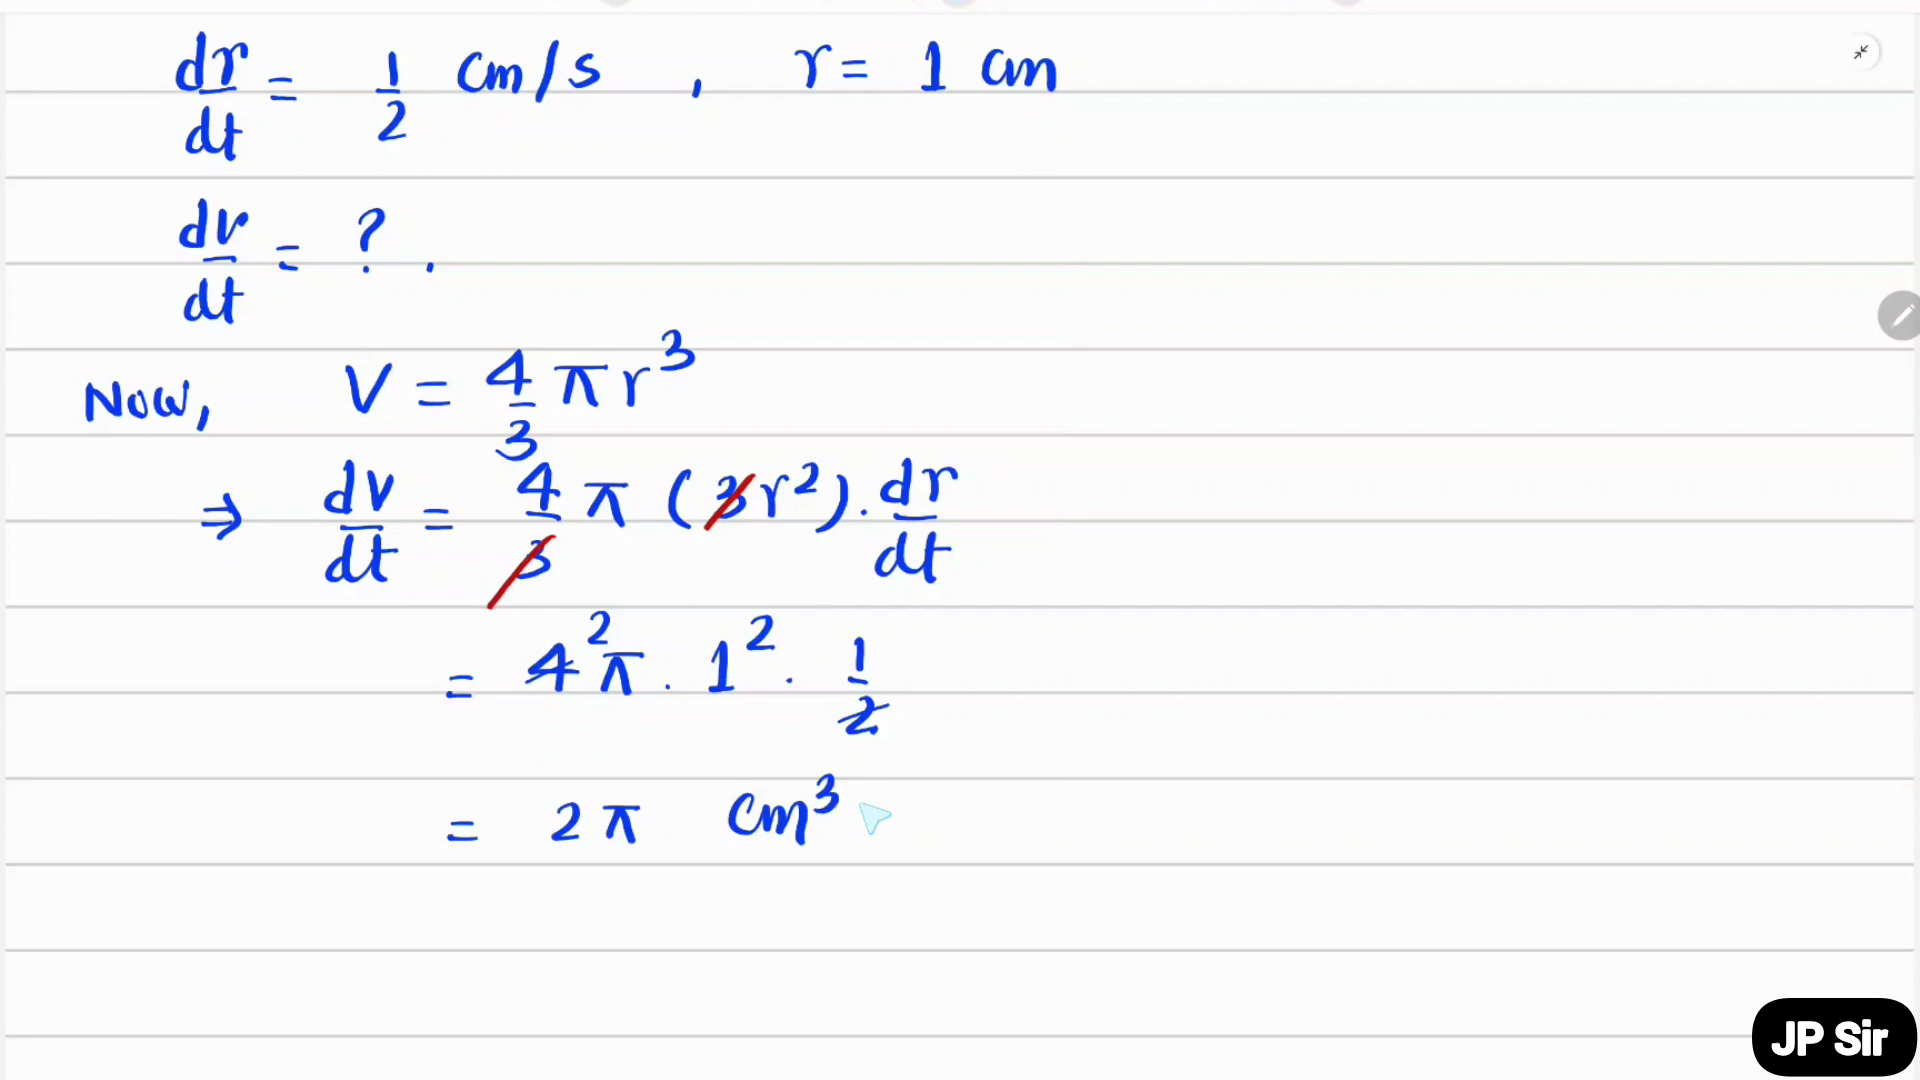 dr/dt = 1/2 cm/s , r = 1 cm
dv/dt = ? .
Now, V = 4/3 πr³
⇒ dv/dt = 4/3 π (3r²) . dr/dt
= 4² π . 1² . 1/2
= 2π cm³
JP Sir